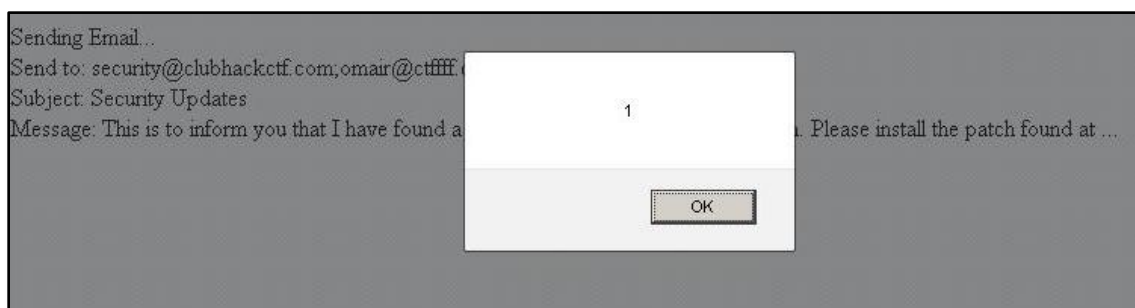 Sending Email...
Send to: security@clubhackctf.com;omair@ctfffff.
Subject: Security Updates
Message: This is to inform you that I have found a . Please install the patch found at ...
1
OK